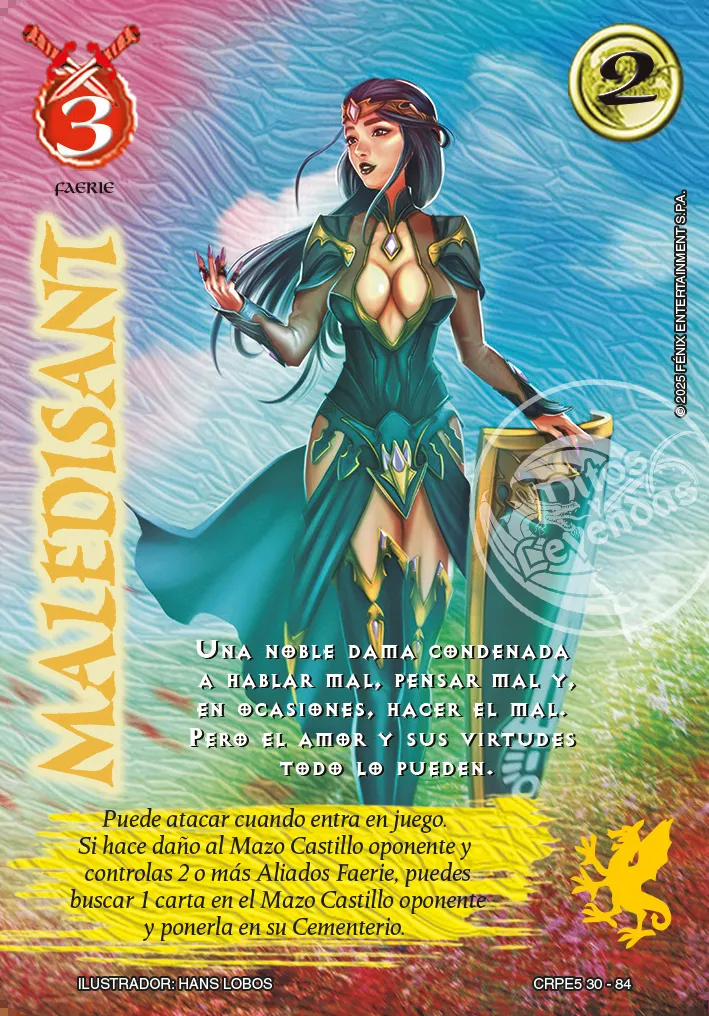 3
2
FAERIE
MALEDISANT
© 2025 FÉNIX ENTERTAINMENT S.P.A.
Mitos
y
Leyendas
Una noble dama condenada
a hablar mal, pensar mal y,
en ocasiones, hacer el mal.
Pero el amor y sus virtudes
todo lo pueden.
Puede atacar cuando entra en juego.
Si hace daño al Mazo Castillo oponente y
controlas 2 o más Aliados Faerie, puedes
buscar 1 carta en el Mazo Castillo oponente
y ponerla en su Cementerio.
ILUSTRADOR: HANS LOBOS
CRPE5 30 - 84